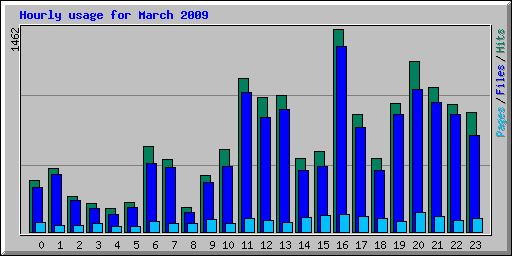 Hourly usage for March 2009
1462
Pages/Files/Hits
0 1 2 3 4 5 6 7 8 9 10 11 12 13 14 15 16 17 18 19 20 21 22 23